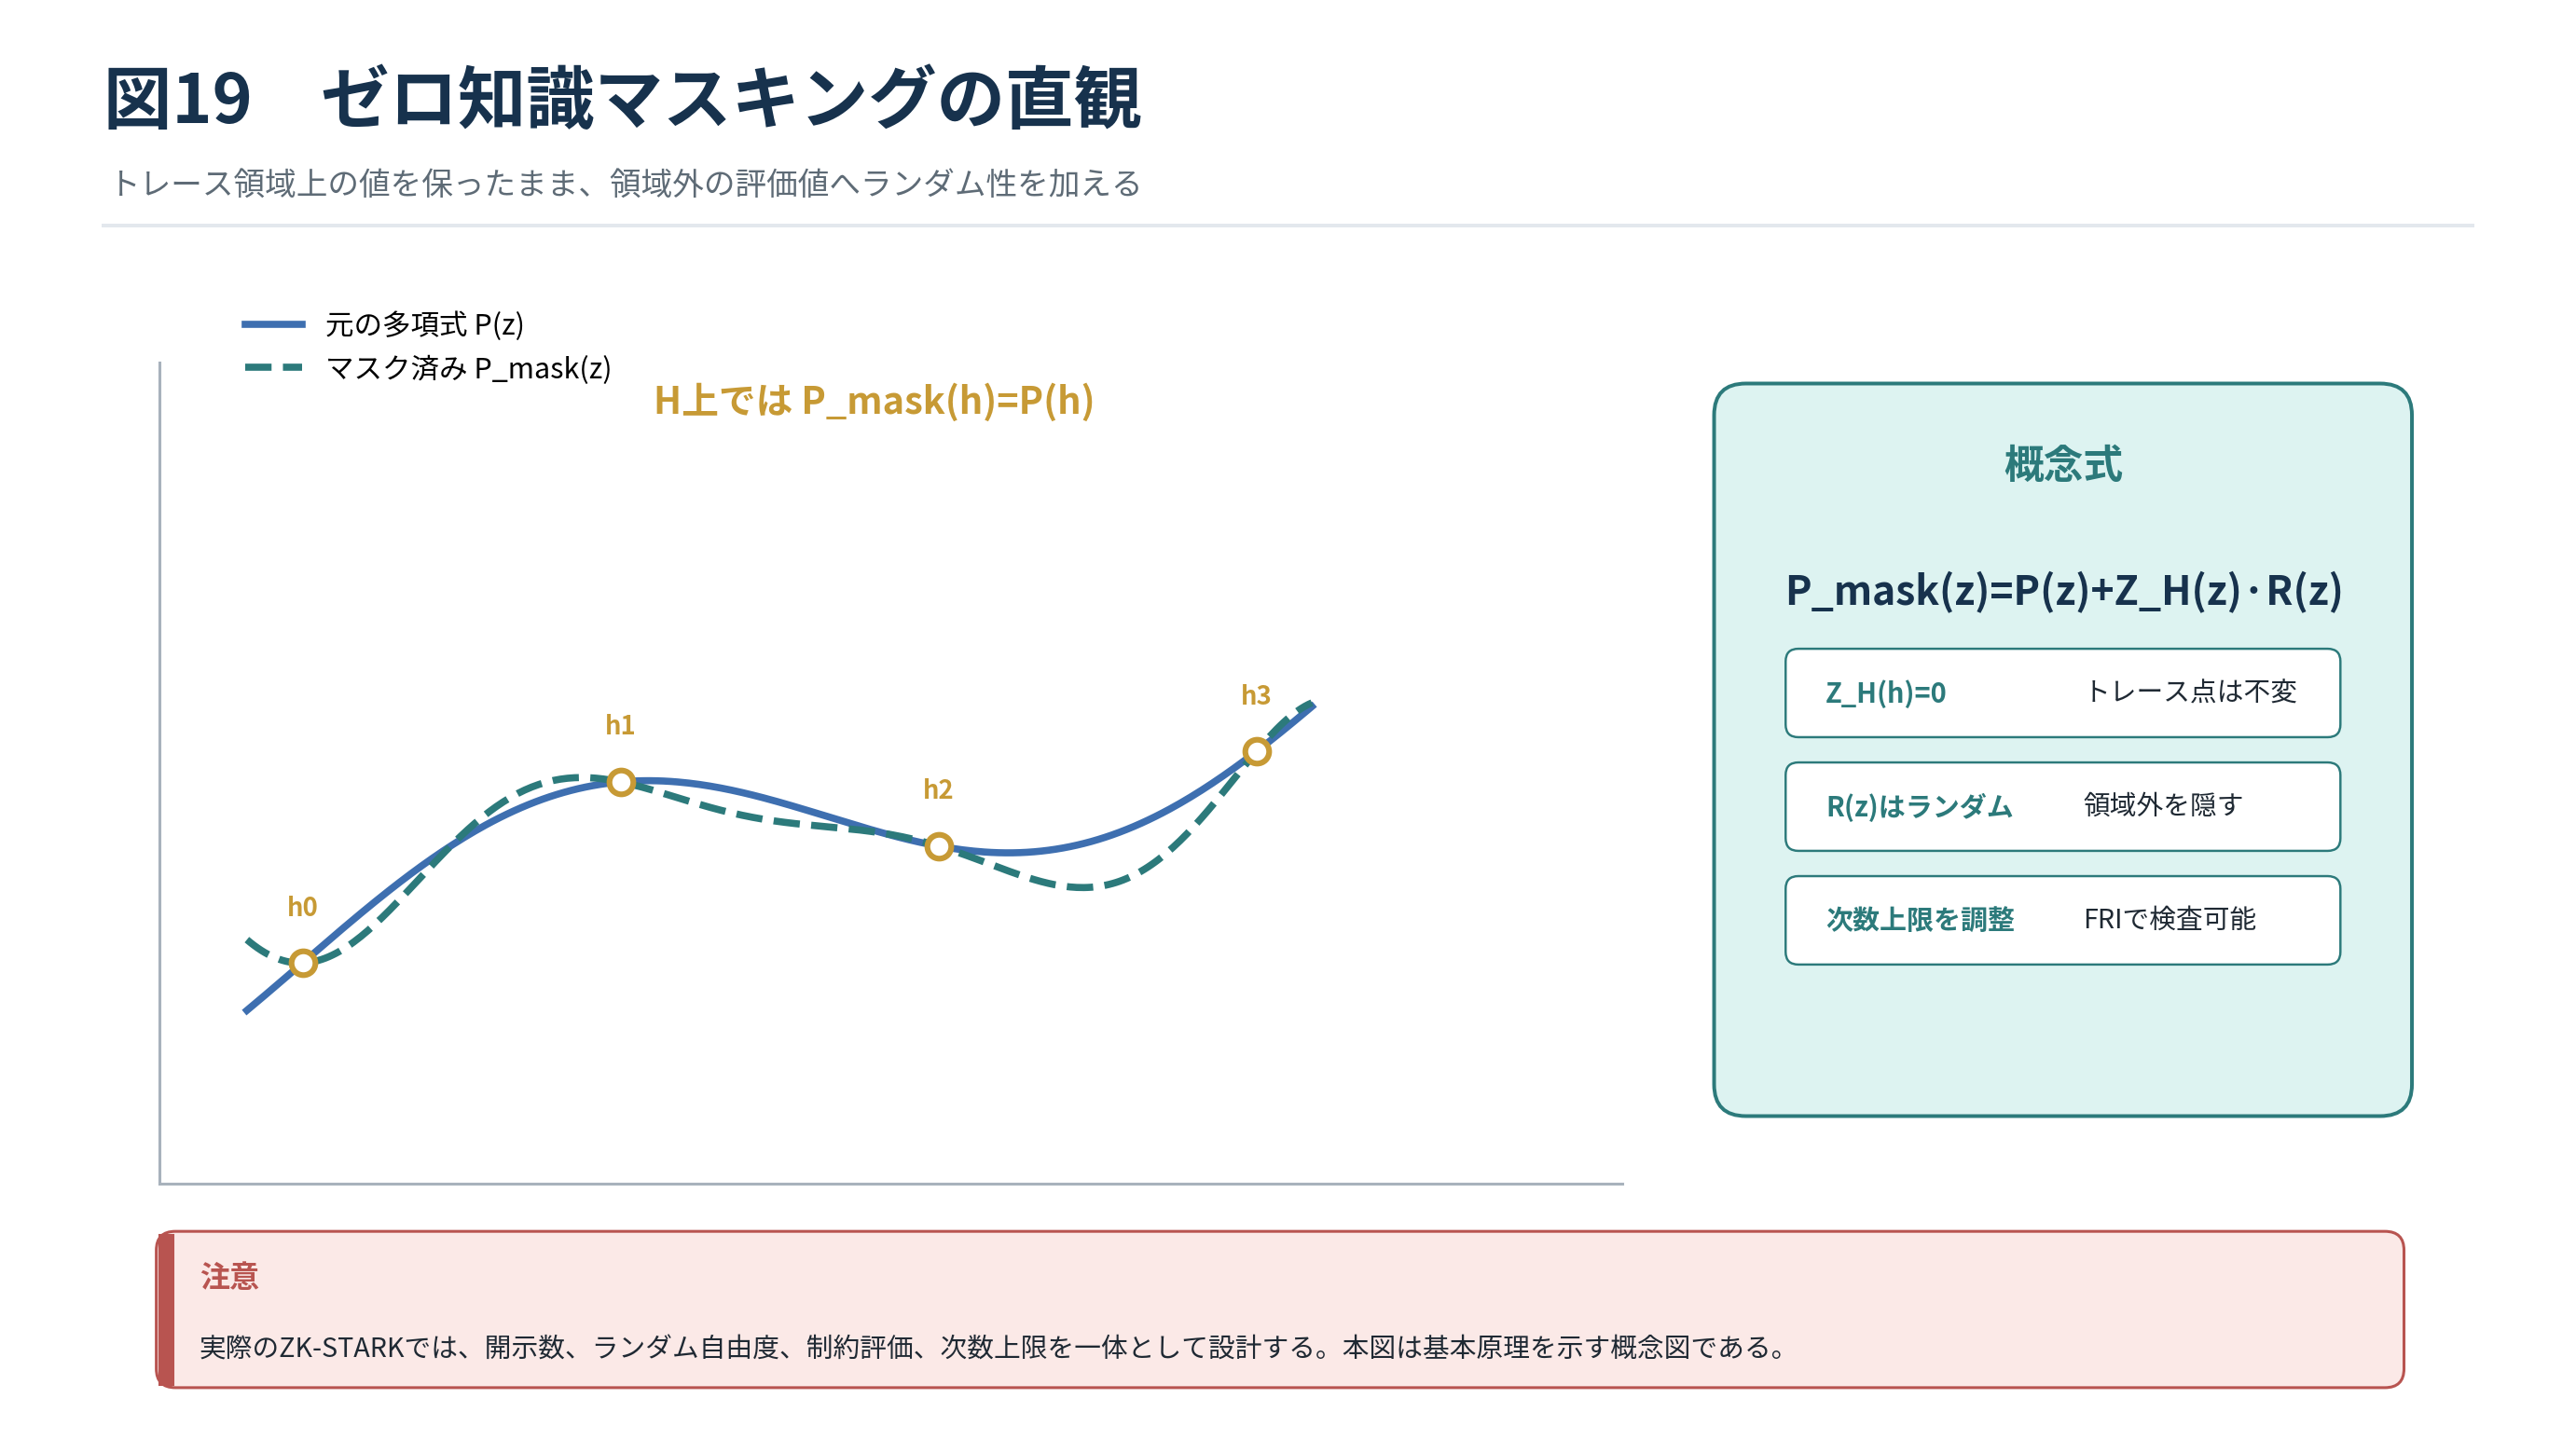 図19　ゼロ知識マスキングの直観
トレース領域上の値を保ったまま、領域外の評価値へランダム性を加える
元の多項式 P(z)
マスク済み P_mask(z)
H上では P_mask(h)=P(h)
h0
h1
h2
h3
概念式
P_mask(z)=P(z)+Z_H(z)·R(z)
Z_H(h)=0 トレース点は不変
R(z)はランダム 領域外を隠す
次数上限を調整 FRIで検査可能
注意
実際のZK-STARKでは、開示数、ランダム自由度、制約評価、次数上限を一体として設計する。本図は基本原理を示す概念図である。